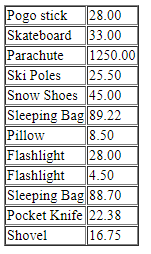 Pogo stick 28.00
Skateboard 33.00
Parachute 1250.00
Ski Poles 25.50
Snow Shoes 45.00
Sleeping Bag 89.22
Pillow 8.50
Flashlight 28.00
Flashlight 4.50
Sleeping Bag 88.70
Pocket Knife 22.38
Shovel 16.75